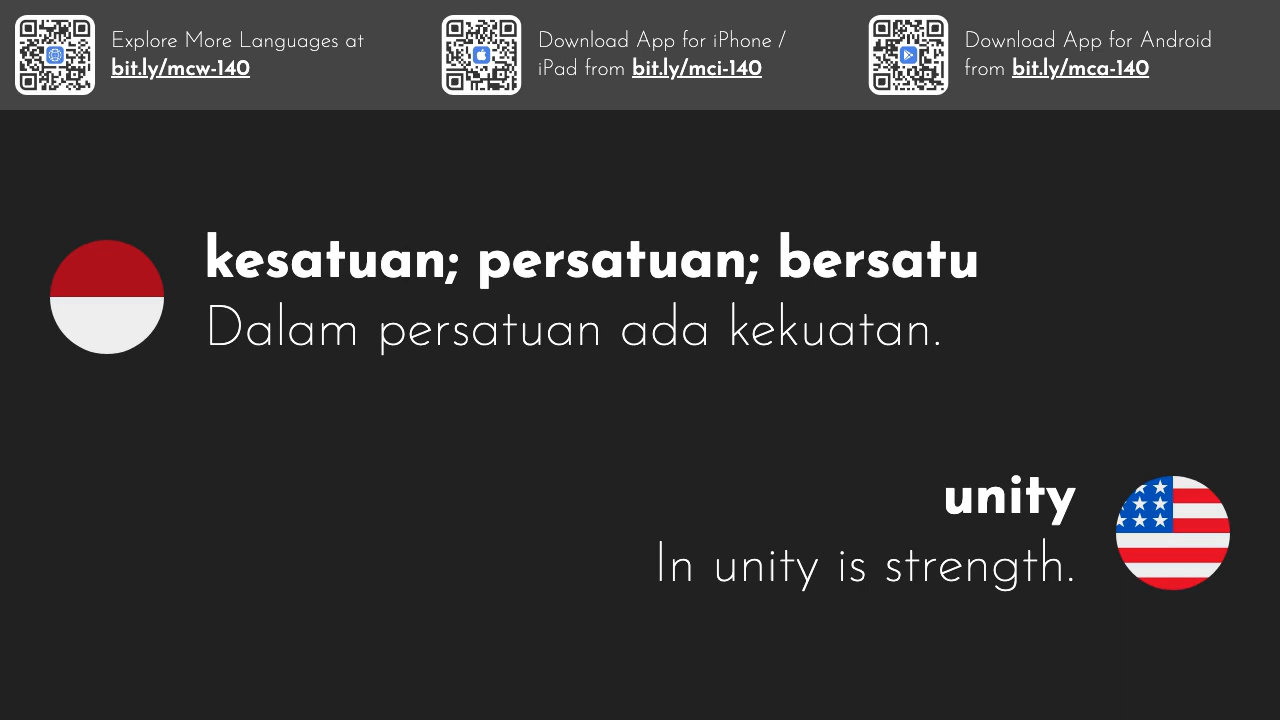 Explore More Languages at
bit.ly/mcw-140
Download App for iPhone /
iPad from bit.ly/mci-140
Download App for Android
from bit.ly/mca-140
kesatuan; persatuan; bersatu
Dalam persatuan ada kekuatan.
unity
In unity is strength.